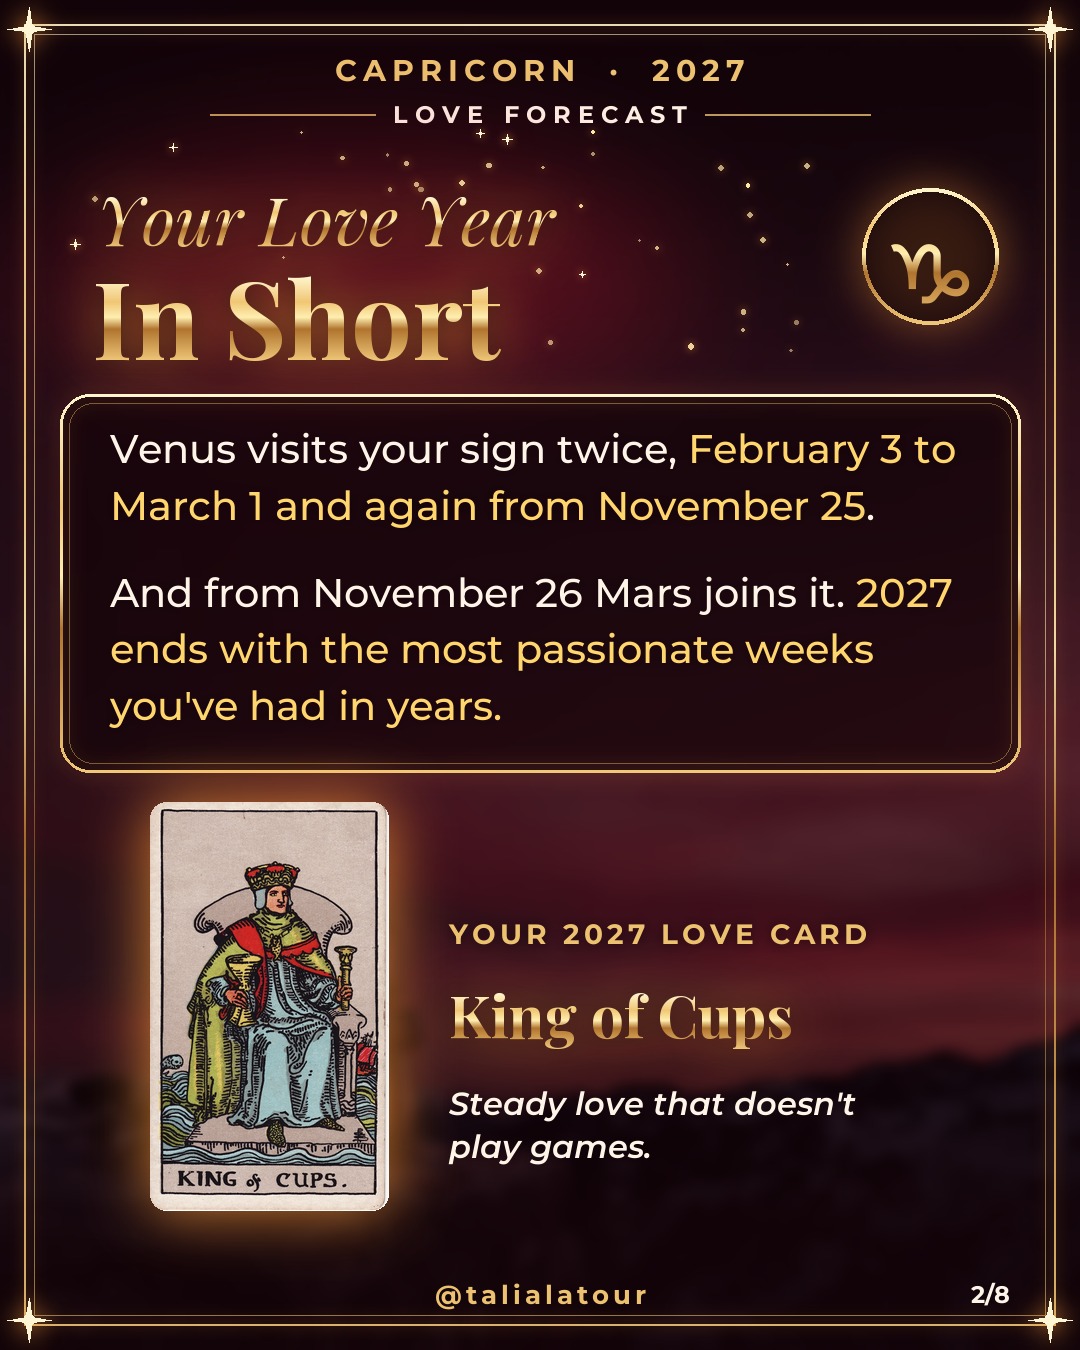 CAPRICORN · 2027
LOVE FORECAST
Your Love Year
In Short
♑
Venus visits your sign twice, February 3 to
March 1 and again from November 25.
And from November 26 Mars joins it. 2027
ends with the most passionate weeks
you've had in years.
YOUR 2027 LOVE CARD
King of Cups
Steady love that doesn't
play games.
KING of CUPS.
@talialatour
2/8